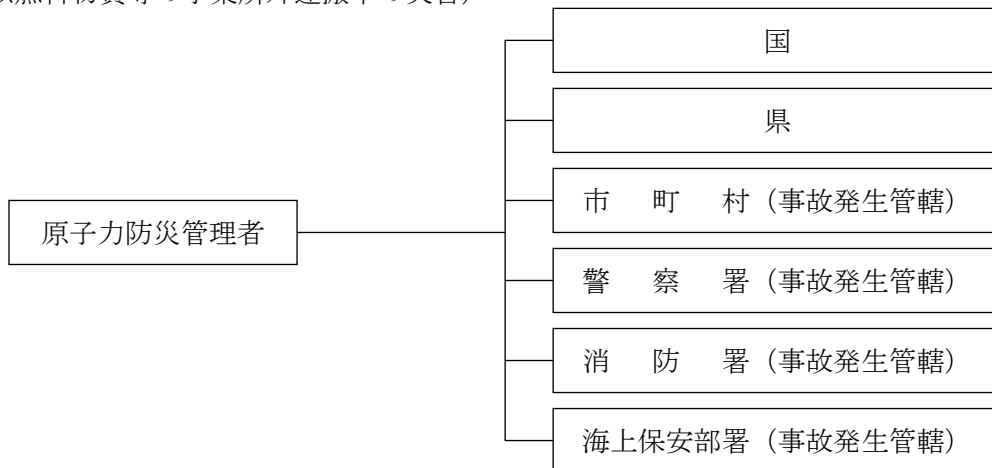 国
県
市町村（事故発生管轄）
原子力防災管理者
警察署（事故発生管轄）
消防署（事故発生管轄）
海上保安部署（事故発生管轄）